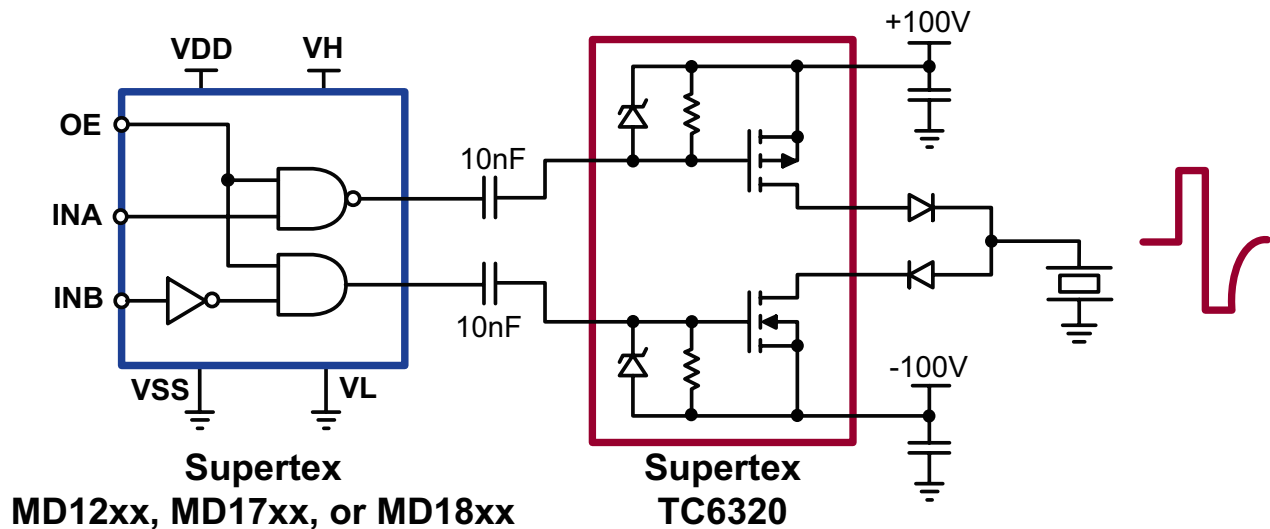 VDD
VH
+100V
OE
10nF
INA
INB
10nF
VSS
VL
-100V
Supertex
MD12xx, MD17xx, or MD18xx
Supertex
TC6320